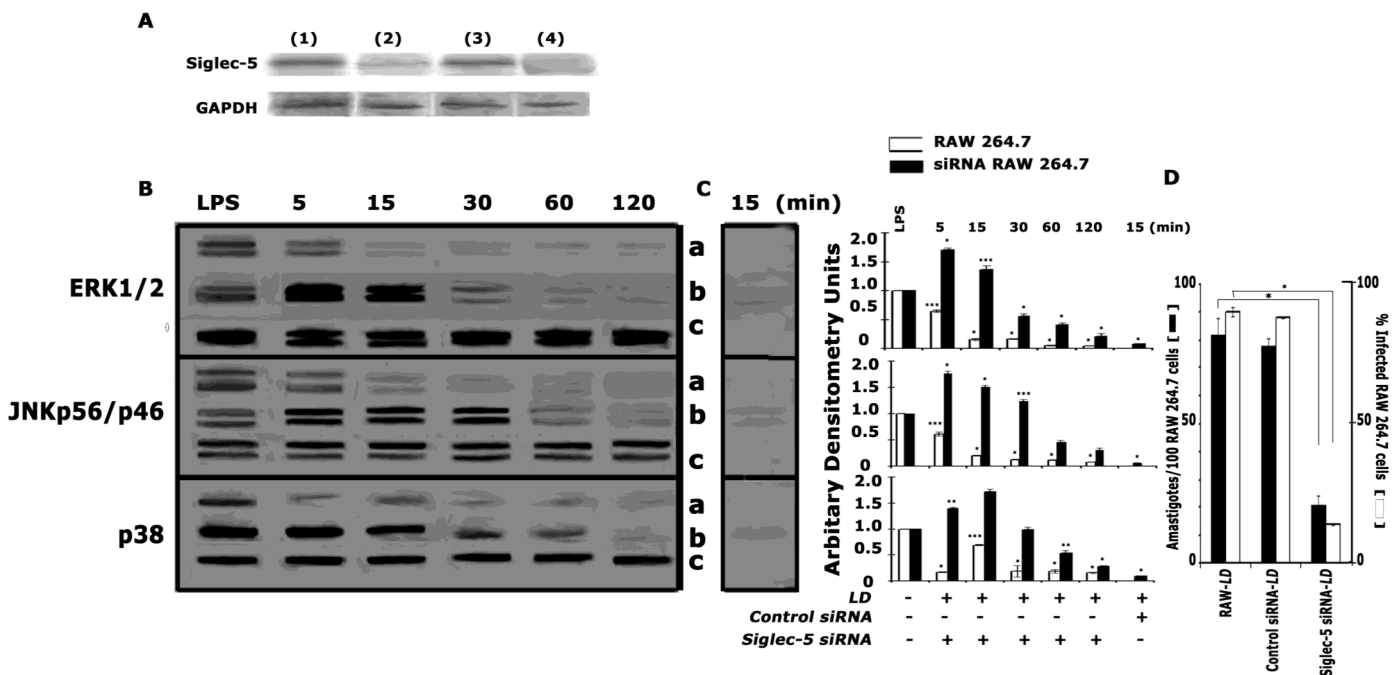 A
(1) (2) (3) (4)
Siglec-5
GAPDH
B
LPS 5 15 30 60 120
C
15 (min)
ERK1/2
a
b
c
JNKp56/p46
a
b
c
p38
a
b
c
RAW 264.7
siRNA RAW 264.7
LPS 5 15 30 60 120 15 (min)
Arbitary Densitometry Units
2.0
1.5
1.0
0.5
0
* *** * * *
*** * * * * *
2.0
1.5
1.0
0.5
0
* * ***
*** * * * * *
2.0
1.5
1.0
0.5
0
** *** ** *
* * * * *
LD - + + + + + +
Control siRNA - - - - - - +
Siglec-5 siRNA - + + + + + -
D
*
*
Amastigotes/100 RAW 264.7 cells [ ]
100
50
0
% Infected RAW 264.7 cells [ ]
100
50
0
RAW-LD
Control siRNA-LD
Siglec-5 siRNA-LD